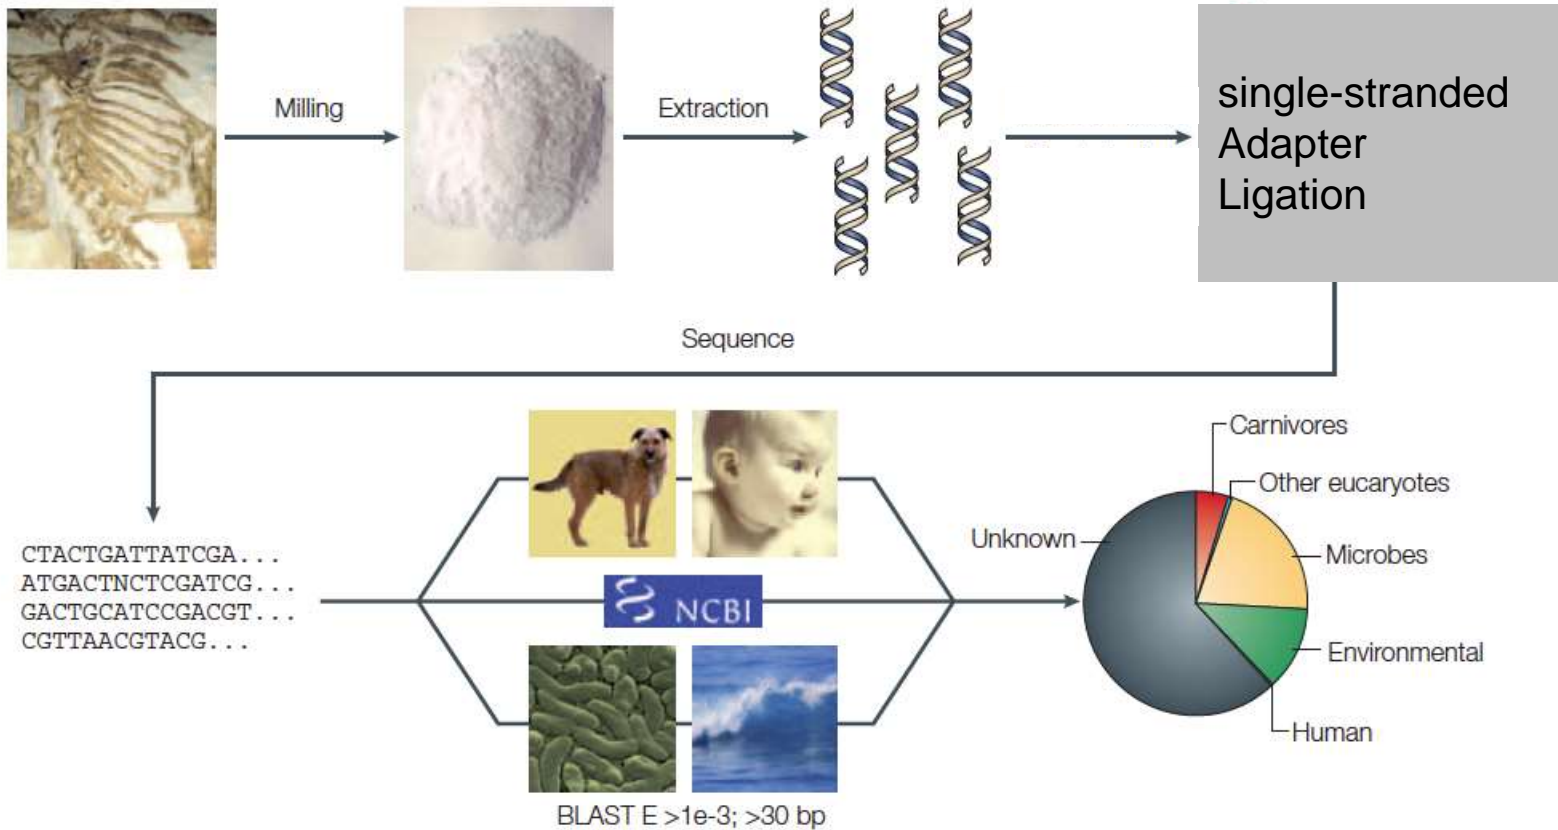 Milling
Extraction
single-stranded
Adapter
Ligation
Sequence
CTACTGATTATCGA...
ATGACTNCTCGATCG...
GACTGCATCCGACGT...
CGTTAACGTACG...
NCBI
BLAST E >1e-3; >30 bp
Carnivores
Other eucaryotes
Unknown
Microbes
Environmental
Human